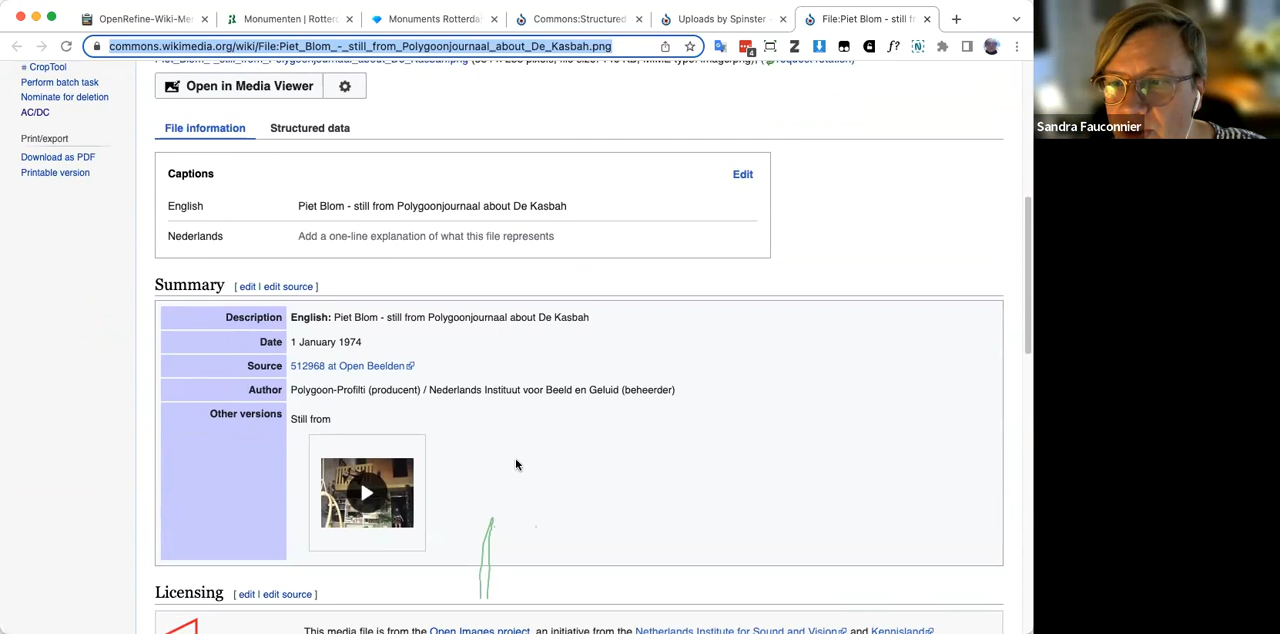 OpenRefine-Wiki-Me
Monumenten | Rotter
Monuments Rotterda
Commons:Structured
Uploads by Spinster -
File:Piet Blom - still fr
commons.wikimedia.org/wiki/File:Piet_Blom_-_still_from_Polygoonjournaal_about_De_Kasbah.png
# CropTool
Perform batch task
Nominate for deletion
AC/DC
Print/export
Download as PDF
Printable version
Open in Media Viewer
File information
Structured data
Captions
Edit
English
Piet Blom - still from Polygoonjournaal about De Kasbah
Nederlands
Add a one-line explanation of what this file represents
Summary [ edit | edit source ]
Description
English: Piet Blom - still from Polygoonjournaal about De Kasbah
Date
1 January 1974
Source
512968 at Open Beelden
Author
Polygoon-Profilti (producent) / Nederlands Instituut voor Beeld en Geluid (beheerder)
Other versions
Still from
Licensing [ edit | edit source ]
This media file is from the Open Images project, an initiative from the Netherlands Institute for Sound and Vision and Kennisland
Sandra Fauconnier